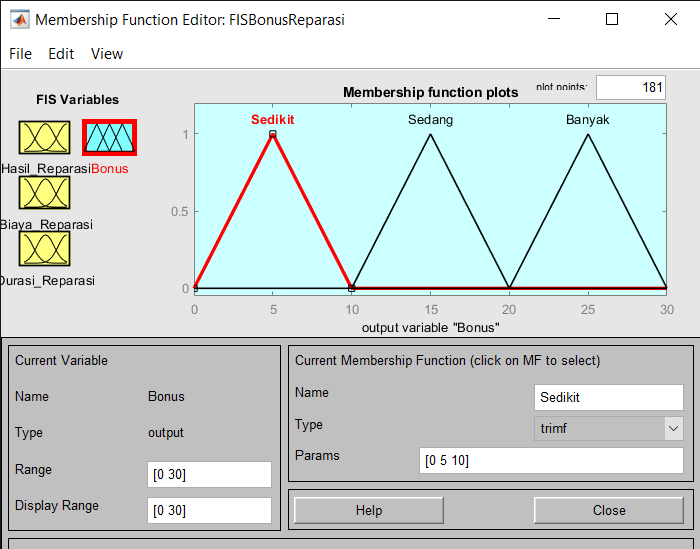 Membership Function Editor: FISBonusReparasi
File Edit View
FIS Variables
Hasil_Reparasi
Bonus
Biaya_Reparasi
Durasi_Reparasi
Membership function plots
plot points:
181
Sedikit
Sedang
Banyak
1
0.5
0
0 5 10 15 20 25 30
output variable "Bonus"
Current Variable
Name Bonus
Type output
Range [0 30]
Display Range [0 30]
Current Membership Function (click on MF to select)
Name Sedikit
Type trimf
Params [0 5 10]
Help Close